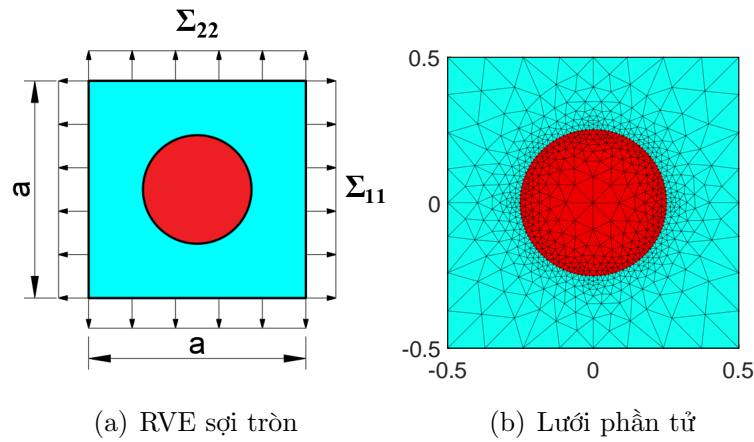 Σ22
a
Σ11
a
0.5
0
-0.5
-0.5
0
0.5
(a) RVE sợi tròn
(b) Lưới phần tử